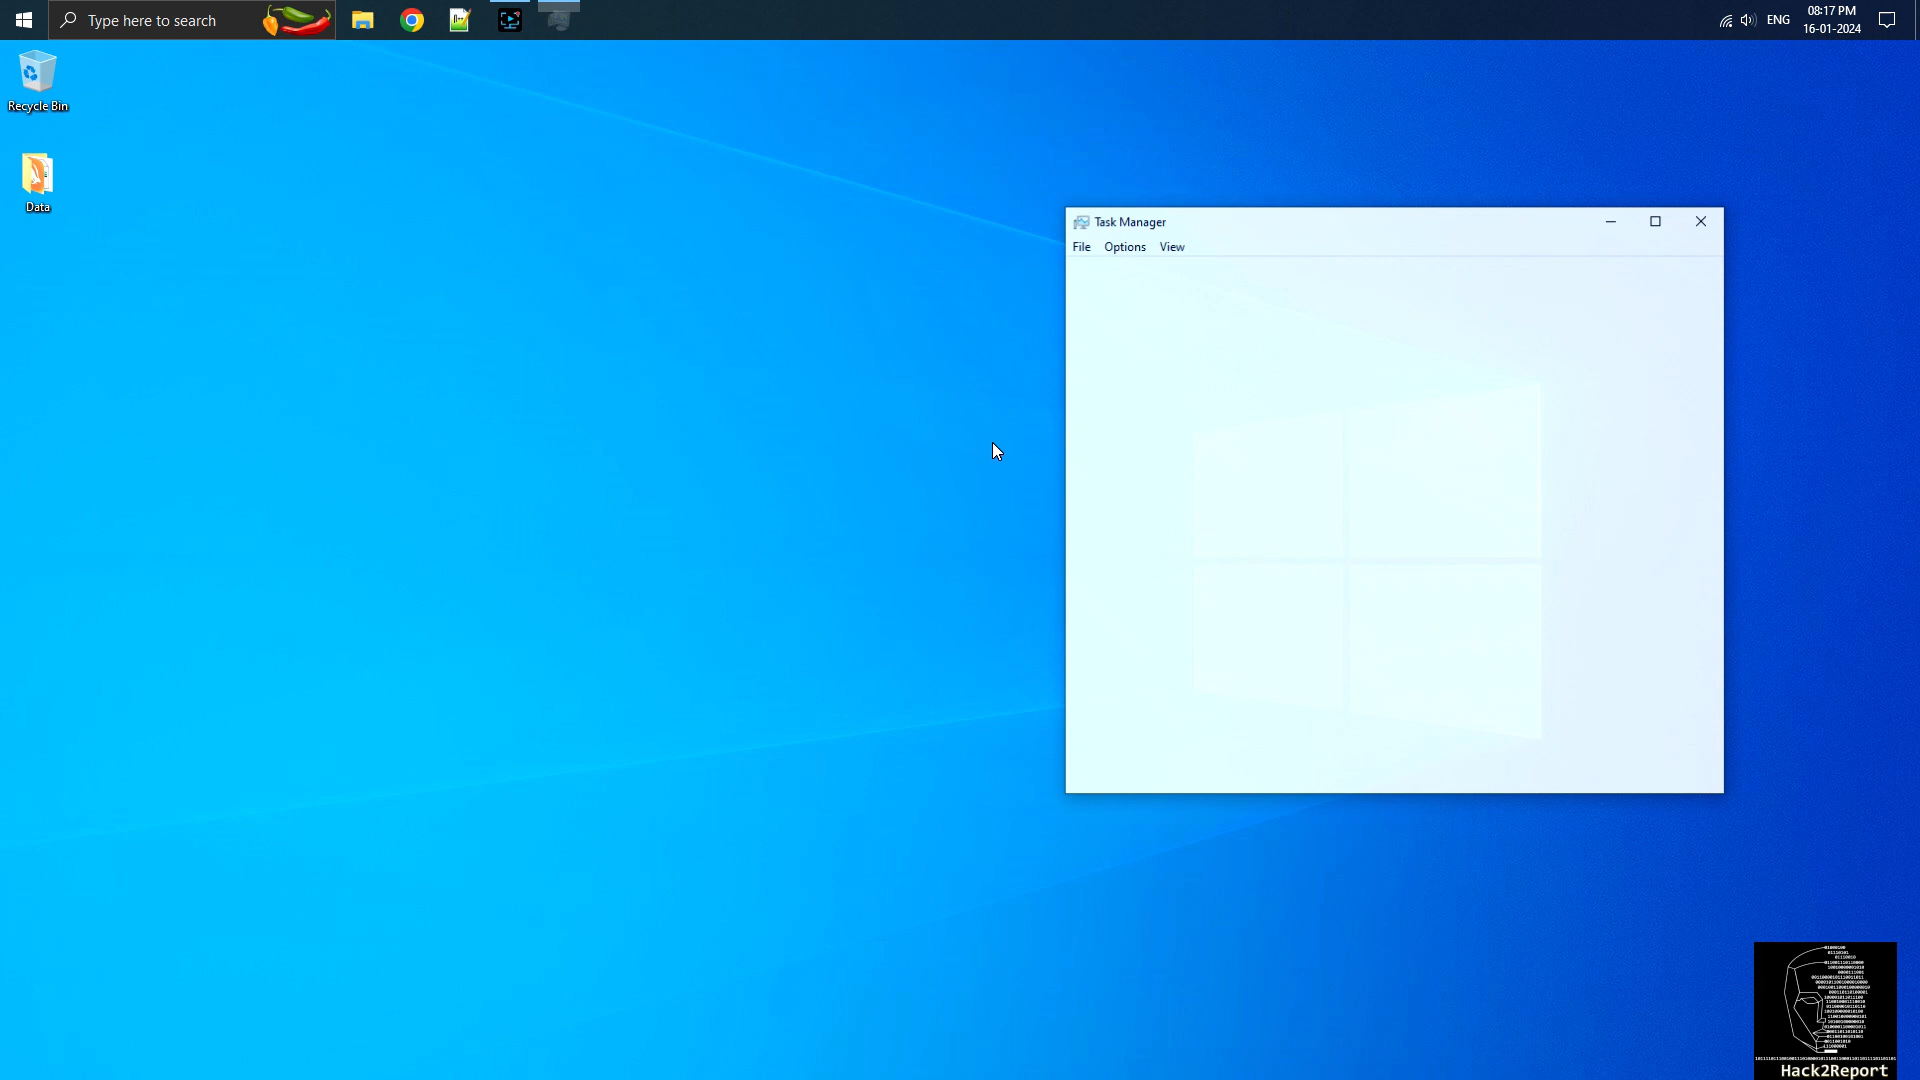 Type here to search
ENG
08:17 PM
16-01-2024
Recycle Bin
Data
Task Manager
File Options View
Hack2Report